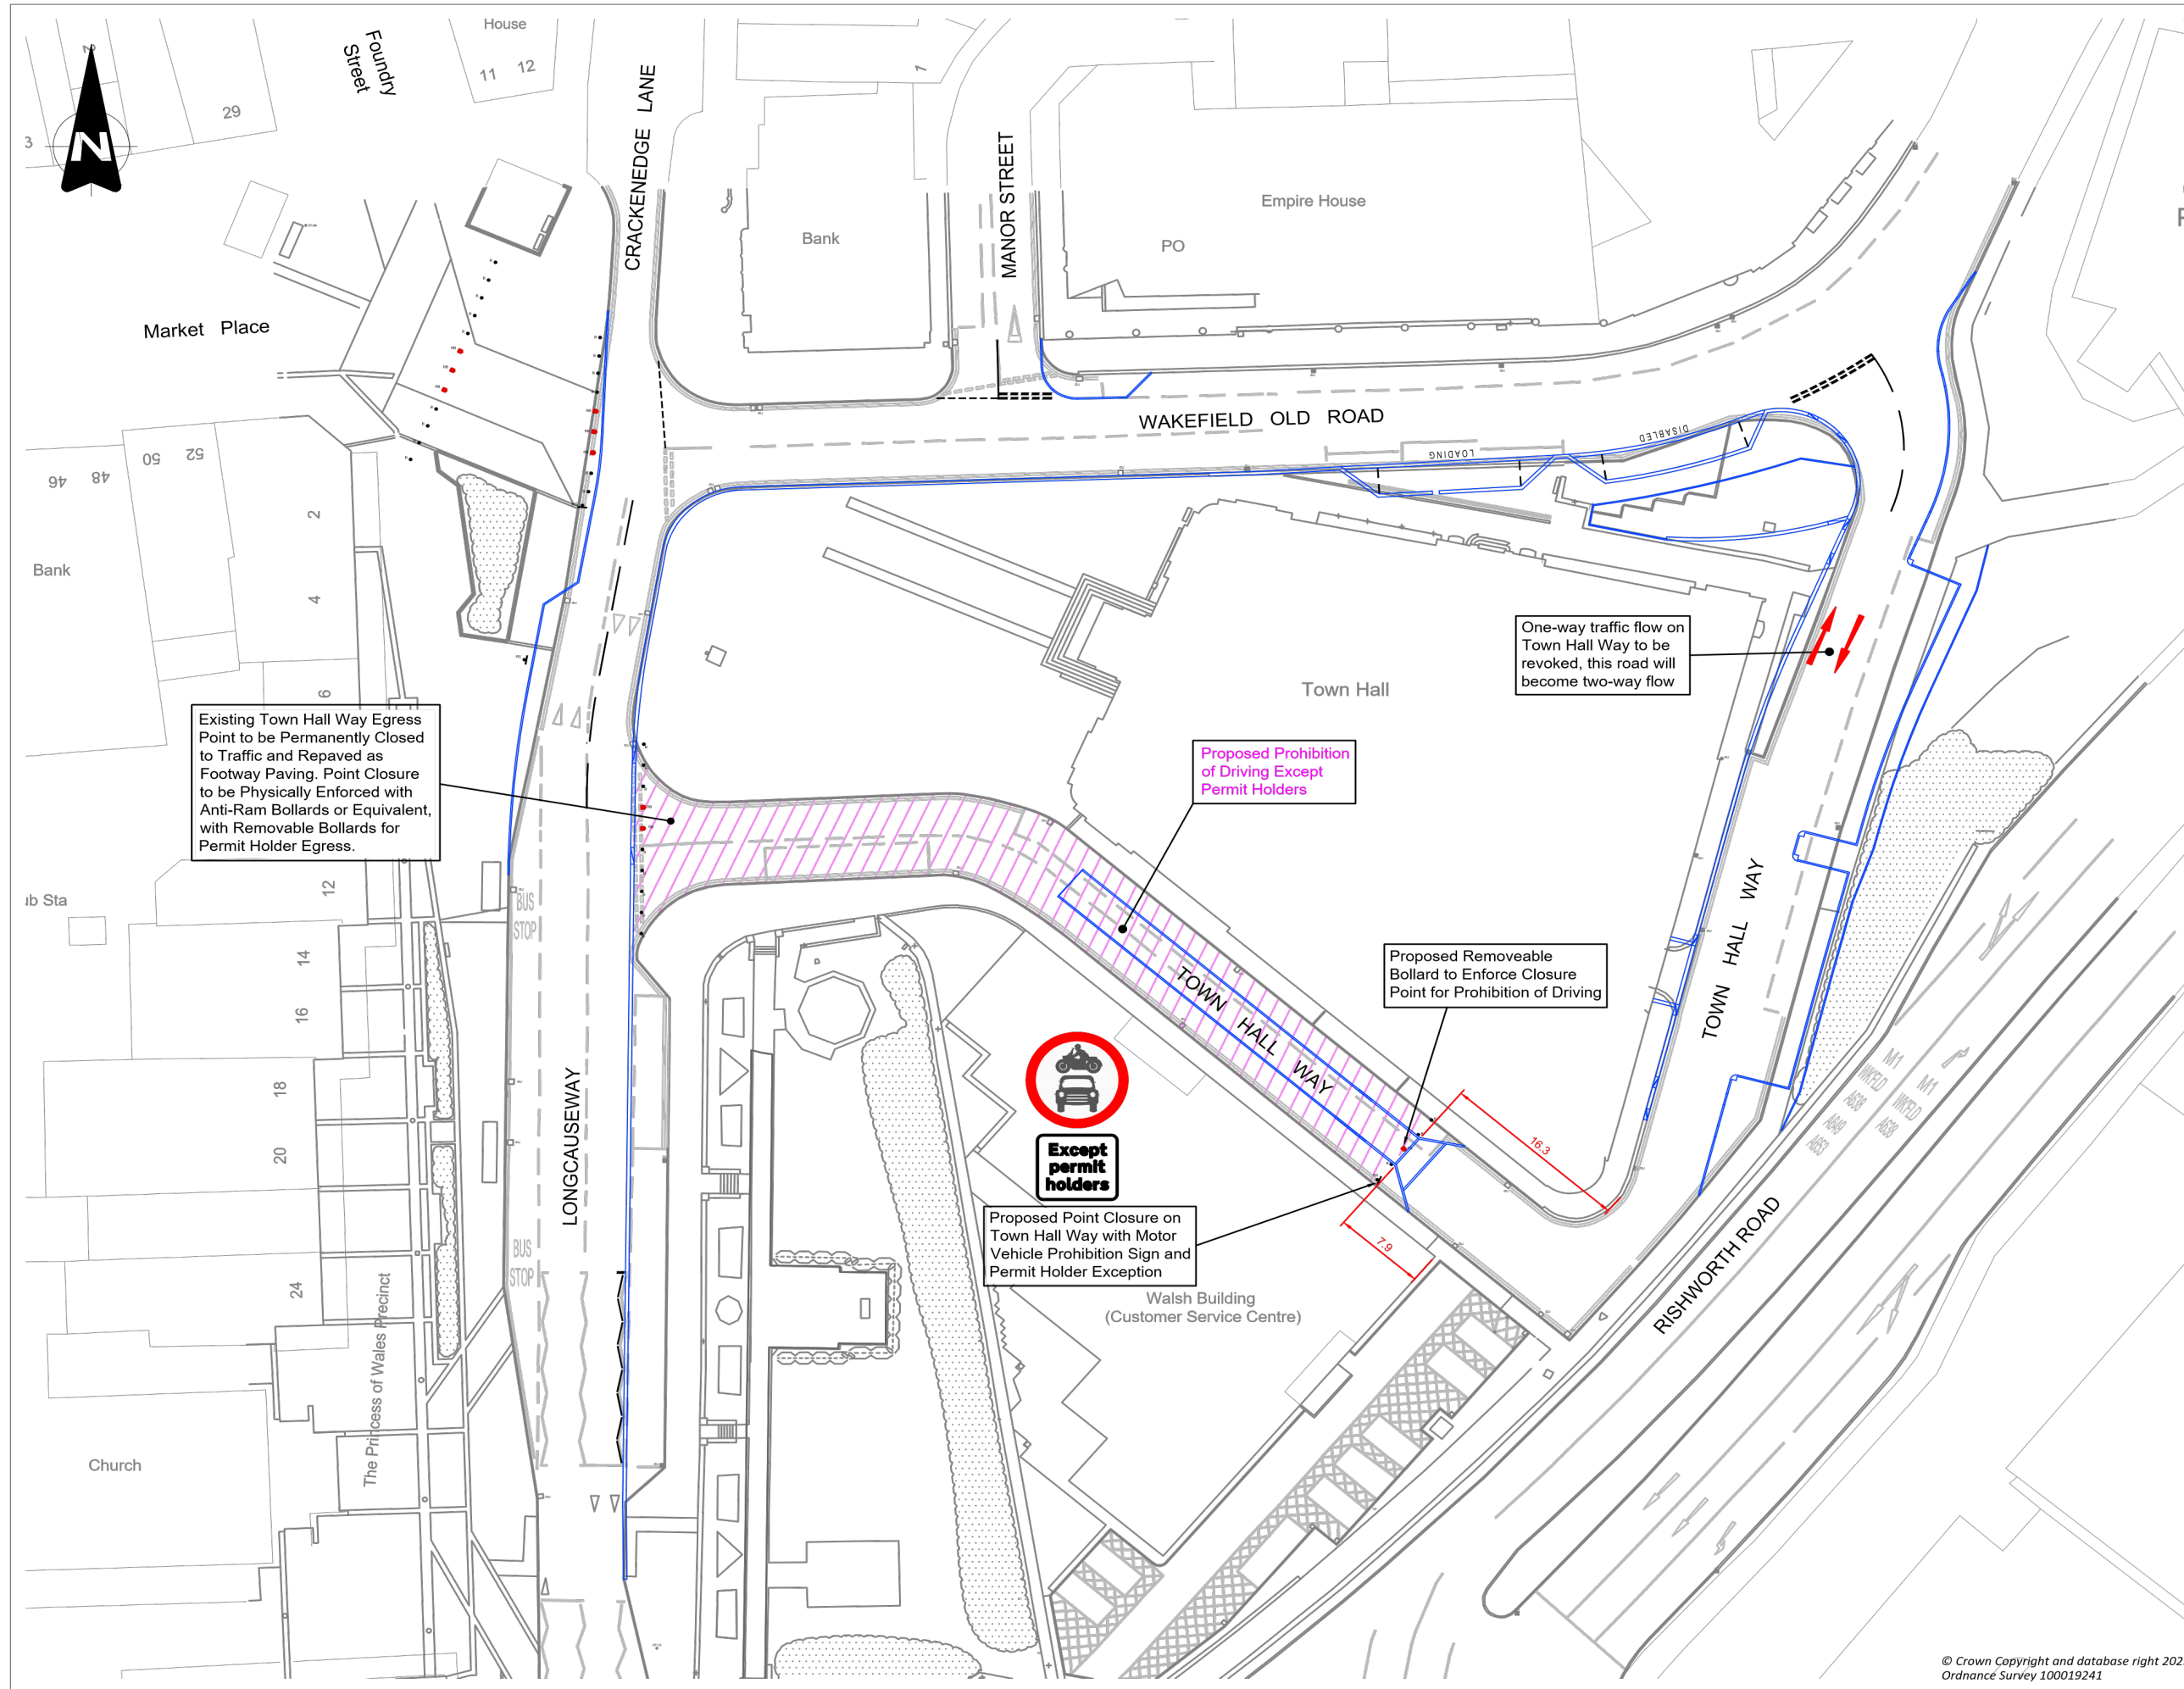 House
11 12
Foundry
Street
29
3
N
CRACKENEDGE LANE
1
MANOR STREET
Empire House
Bank
PO
Market Place
WAKEFIELD OLD ROAD
DISABLED
LOADING
46
48
50
52
2
Bank
4
6
One-way traffic flow on
Town Hall Way to be
revoked, this road will
become two-way flow
Town Hall
Existing Town Hall Way Egress
Point to be Permanently Closed
to Traffic and Repaved as
Footway Paving. Point Closure
to be Physically Enforced with
Anti-Ram Bollards or Equivalent,
with Removable Bollards for
Permit Holder Egress.
Proposed Prohibition
of Driving Except
Permit Holders
12
ub Sta
BUS
STOP
14
16
18
20
24
Proposed Removeable
Bollard to Enforce Closure
Point for Prohibition of Driving
TOWN HALL WAY
TOWN HALL WAY
LONGCAUSEWAY
Except
permit
holders
16.3
7.9
Proposed Point Closure on
Town Hall Way with Motor
Vehicle Prohibition Sign and
Permit Holder Exception
Walsh Building
(Customer Service Centre)
BUS
STOP
M1
WKFLD
A638
A649
A653
M1
WKFLD
A638
RISHWORTH ROAD
The Princess of Wales Precinct
Church
© Crown Copyright and database right 202
Ordnance Survey 100019241